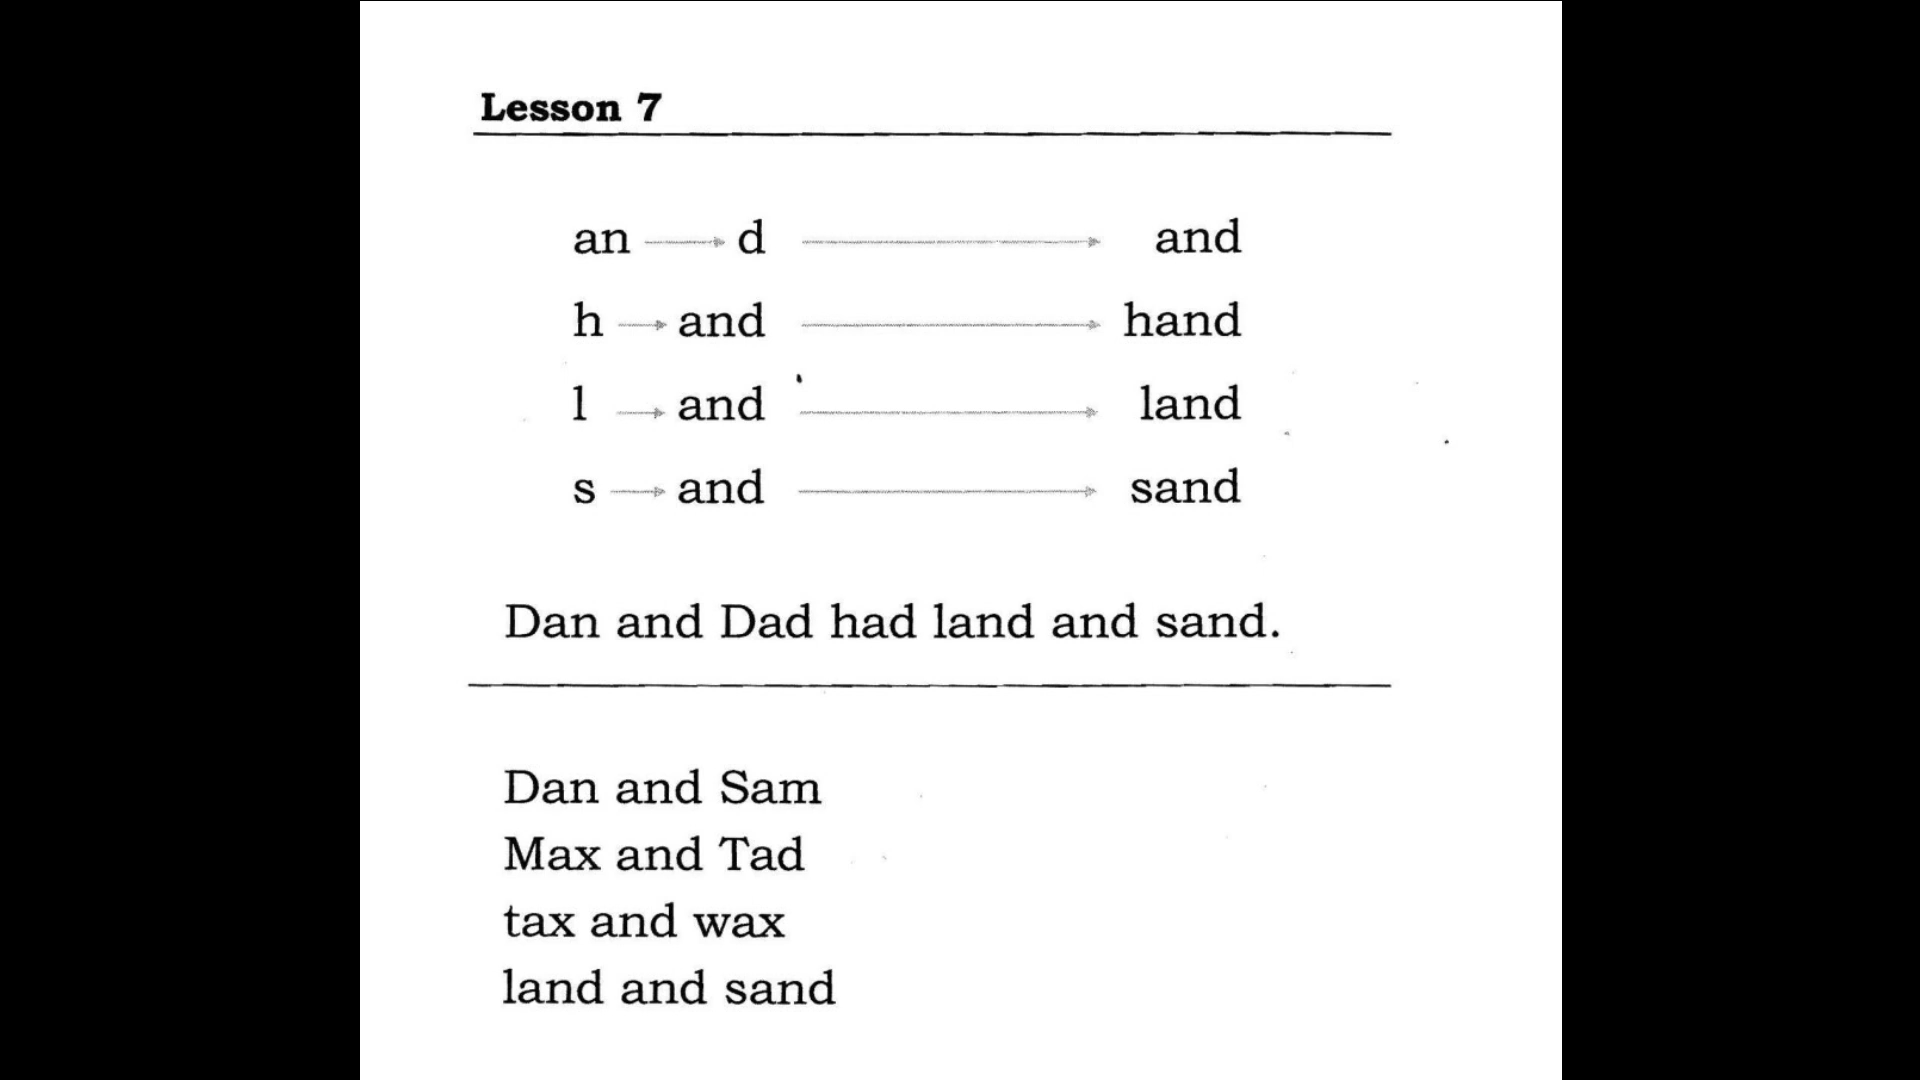 Lesson 7
an → d → and
h → and → hand
l → and → land
s → and → sand
Dan and Dad had land and sand.
Dan and Sam
Max and Tad
tax and wax
land and sand